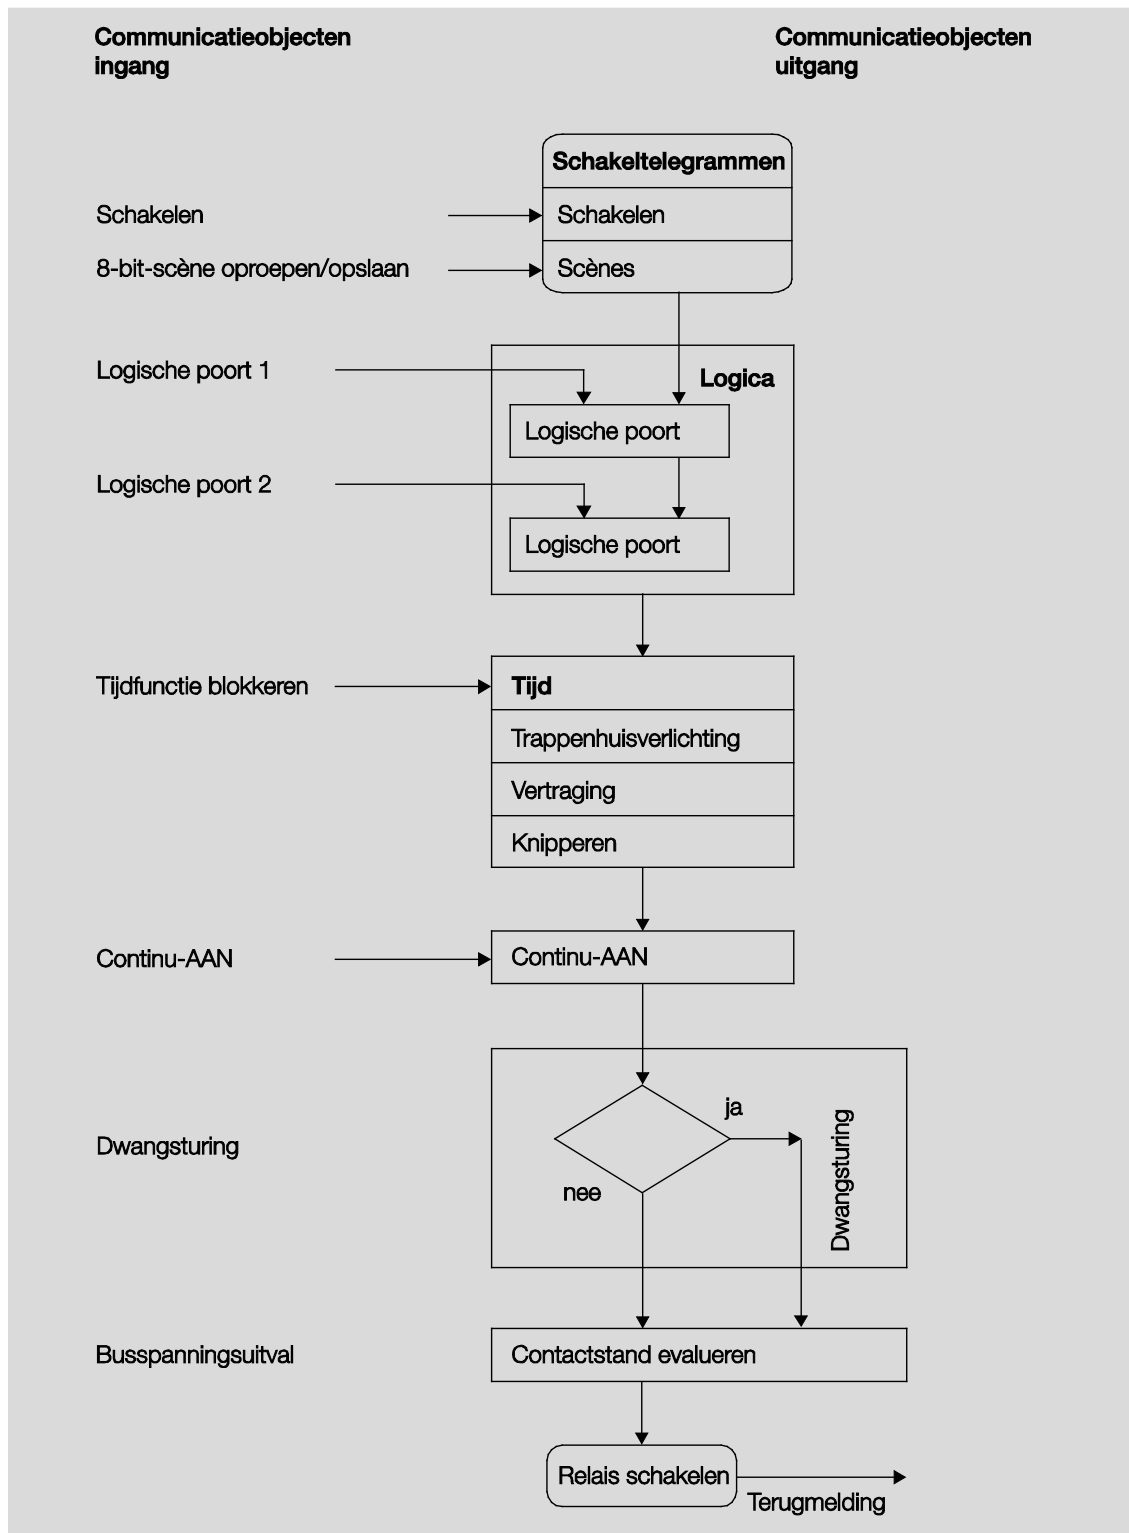 Communicatieobjecten
ingang
Communicatieobjecten
uitgang
Schakeltelegrammen
Schakelen
Schakelen
8-bit-scène oproepen/opslaan
Scènes
Logische poort 1
Logica
Logische poort
Logische poort 2
Logische poort
Tijdfunctie blokkeren
Tijd
Trappenhuisverlichting
Vertraging
Knipperen
Continu-AAN
Continu-AAN
ja
Dwangsturing
Dwangsturing
nee
Busspanningsuitval
Contactstand evalueren
Relais schakelen
Terugmelding